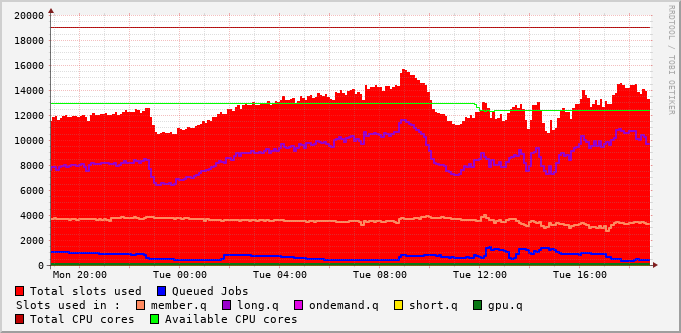 RRDTOOL / TOBI OETIKER
20000
18000
16000
14000
12000
10000
8000
6000
4000
2000
0
Mon 20:00 Tue 00:00 Tue 04:00 Tue 08:00 Tue 12:00 Tue 16:00
Total slots used Queued Jobs
Slots used in : member.q long.q ondemand.q short.q gpu.q
Total CPU cores Available CPU cores